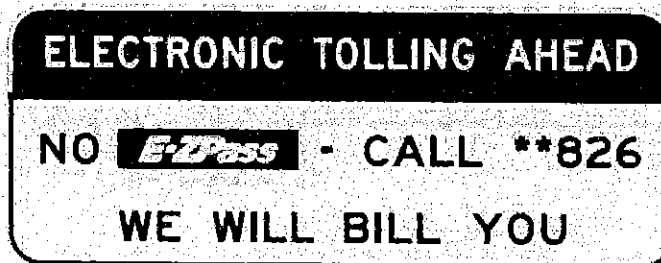 ELECTRONIC TOLLING AHEAD
NO E-ZPass - CALL **826
WE WILL BILL YOU